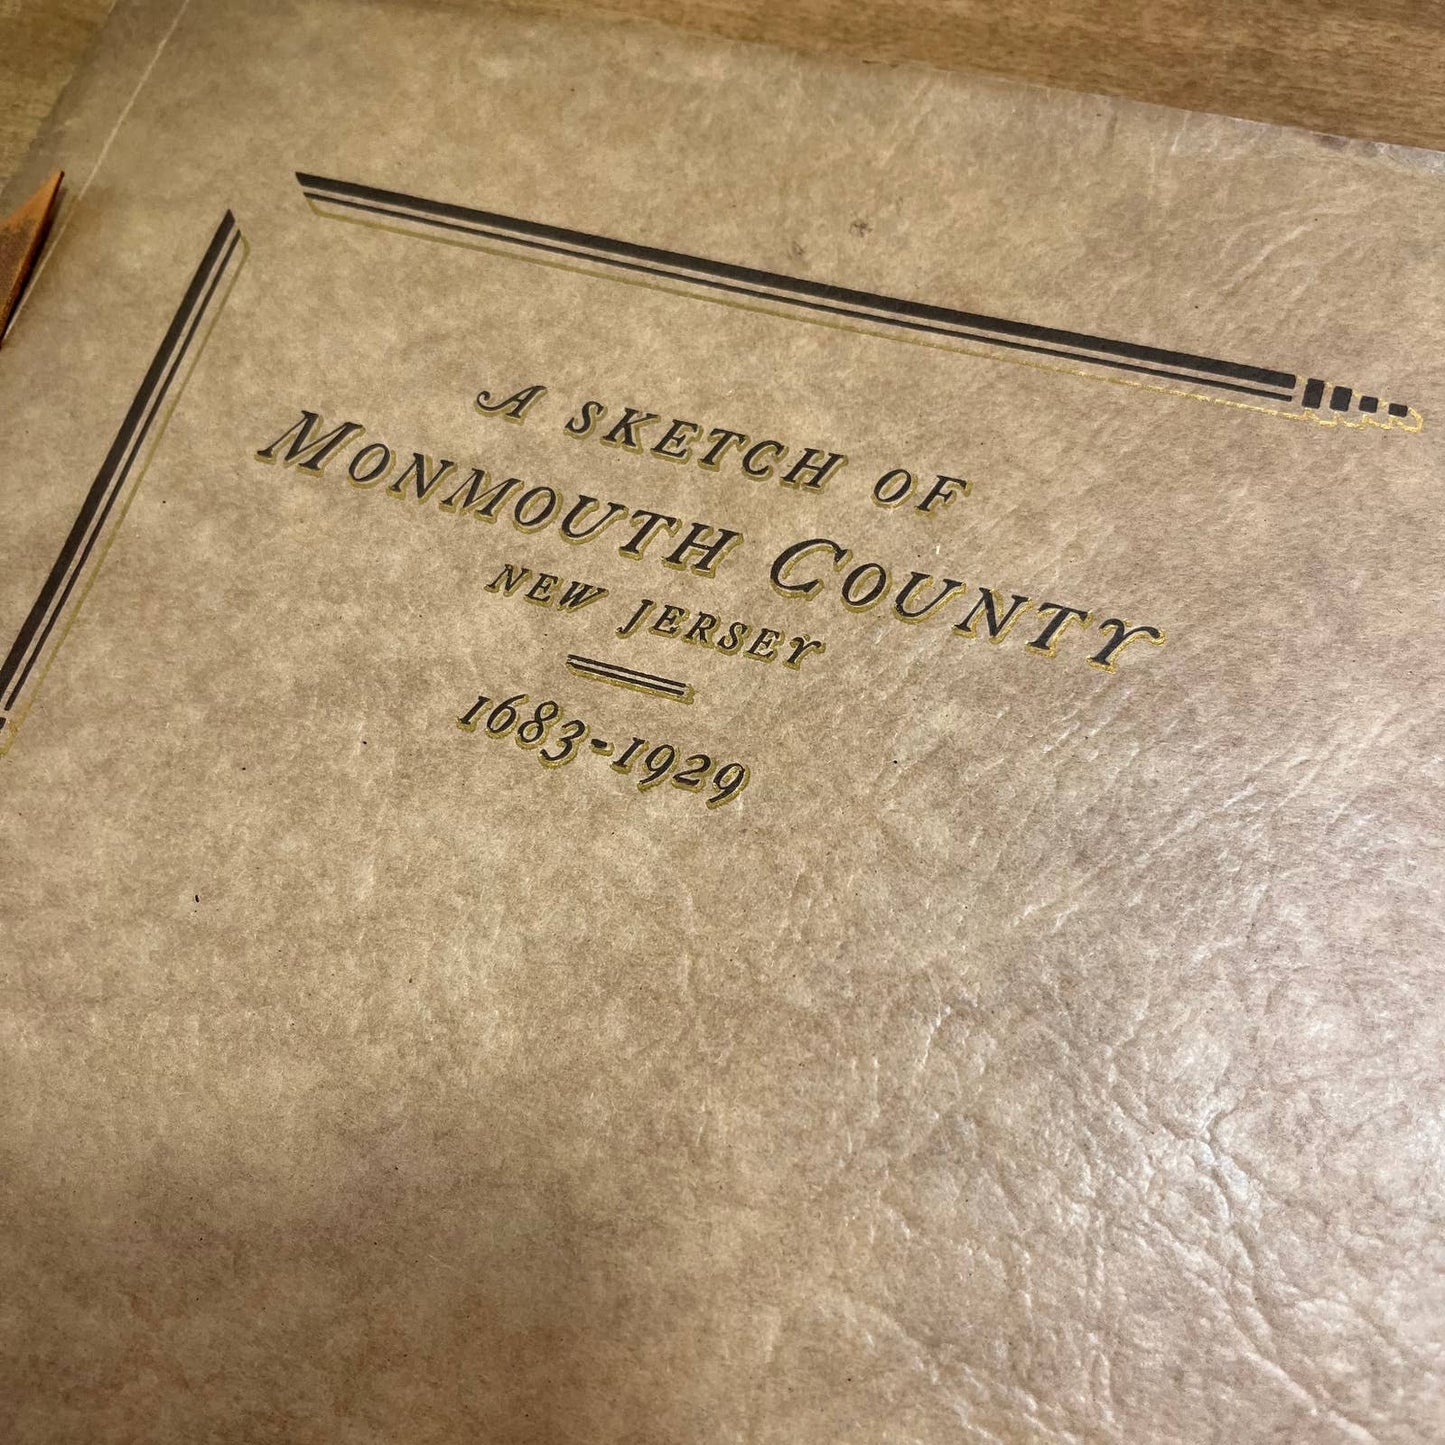 A SKETCH OF
MONMOUTH COUNTY
NEW JERSEY
1683-1929